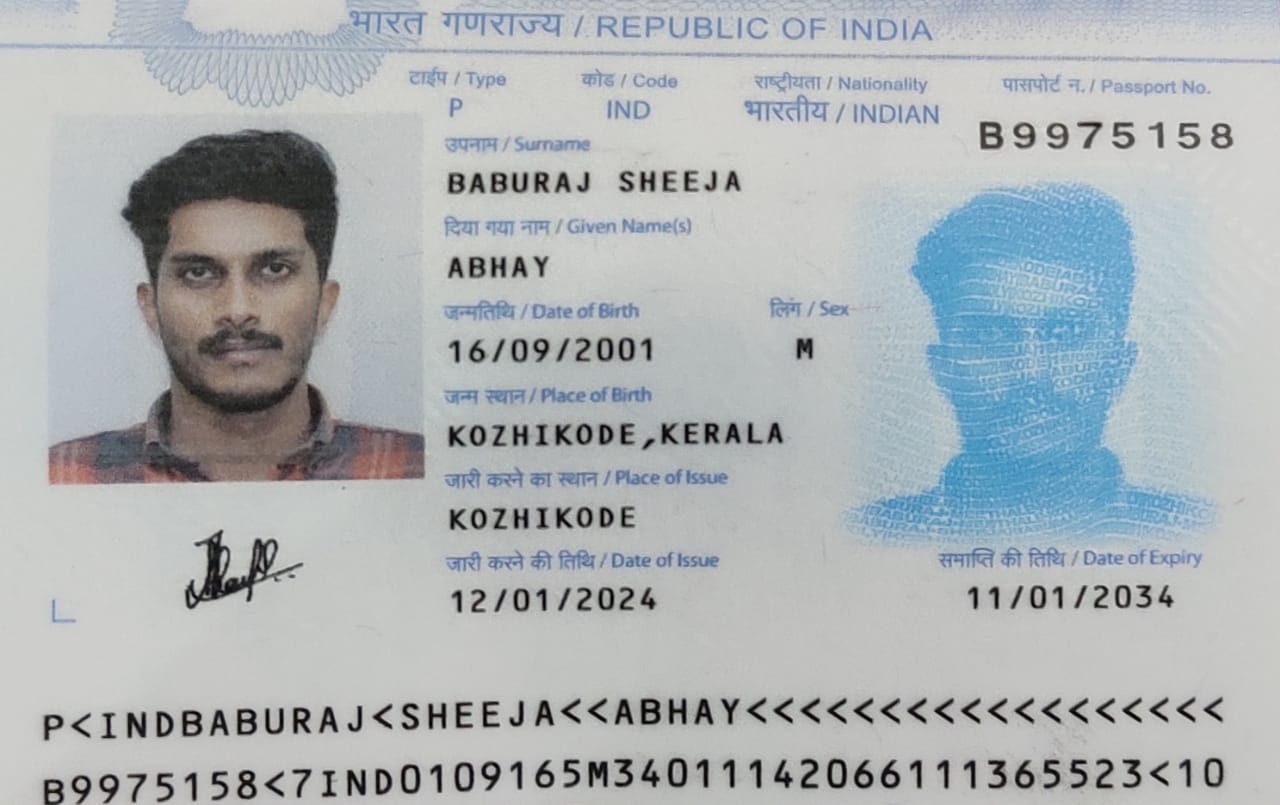 भारत गणराज्य / REPUBLIC OF INDIA
टाईप / Type कोड / Code राष्ट्रीयता / Nationality पासपोर्ट न. / Passport No.
P IND भारतीय / INDIAN B9975158
उपनाम / Surname
BABURAJ SHEEJA
दिया गया नाम / Given Name(s)
ABHAY
जन्मतिथि / Date of Birth लिंग / Sex
16/09/2001 M
जन्म स्थान / Place of Birth
KOZHIKODE,KERALA
जारी करने का स्थान / Place of Issue
KOZHIKODE
जारी करने की तिथि / Date of Issue समाप्ति की तिथि / Date of Expiry
12/01/2024 11/01/2034
P<INDBABURAJ<SHEEJA<<ABHAY<<<<<<<<<<<<<<<<<<
B9975158<7IND0109165M34011142066111365523<10